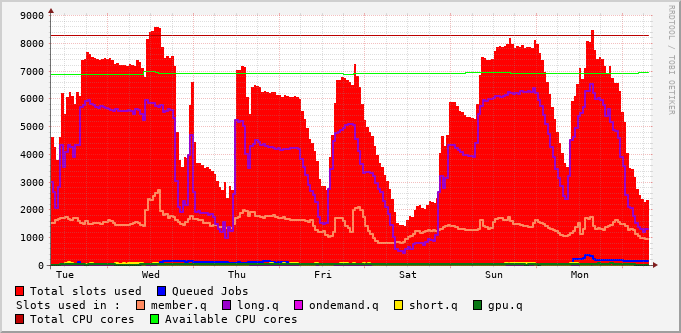 9000
8000
7000
6000
5000
4000
3000
2000
1000
0
Tue Wed Thu Fri Sat Sun Mon
RRDTOOL / TOBI OETIKER
Total slots used Queued Jobs
Slots used in : member.q long.q ondemand.q short.q gpu.q
Total CPU cores Available CPU cores